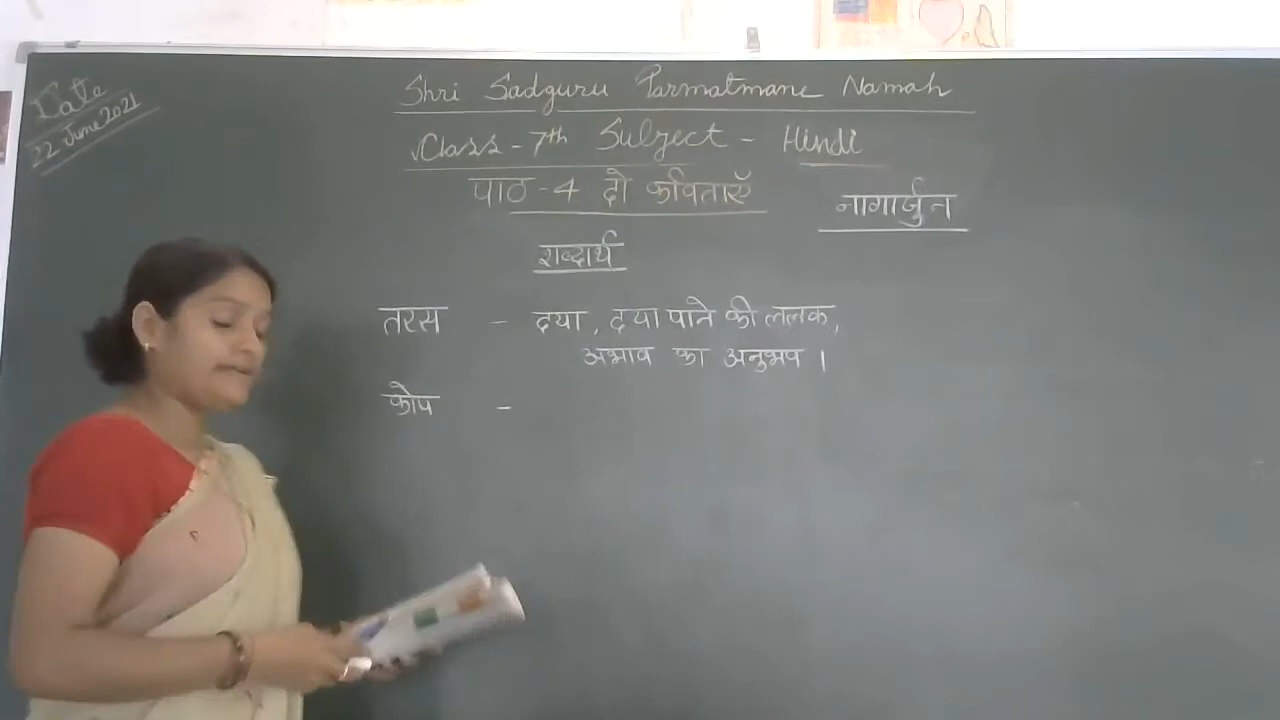 Date
22 June 2021
Shri Sadguru Parmatmane Namah
Class - 7th Subject - Hindi
पाठ - 4 दो कविताएँ
नागार्जुन
शब्दार्थ
तरस - दया, दया पाने की ललक,
अभाव का अनुभव ।
कोप -